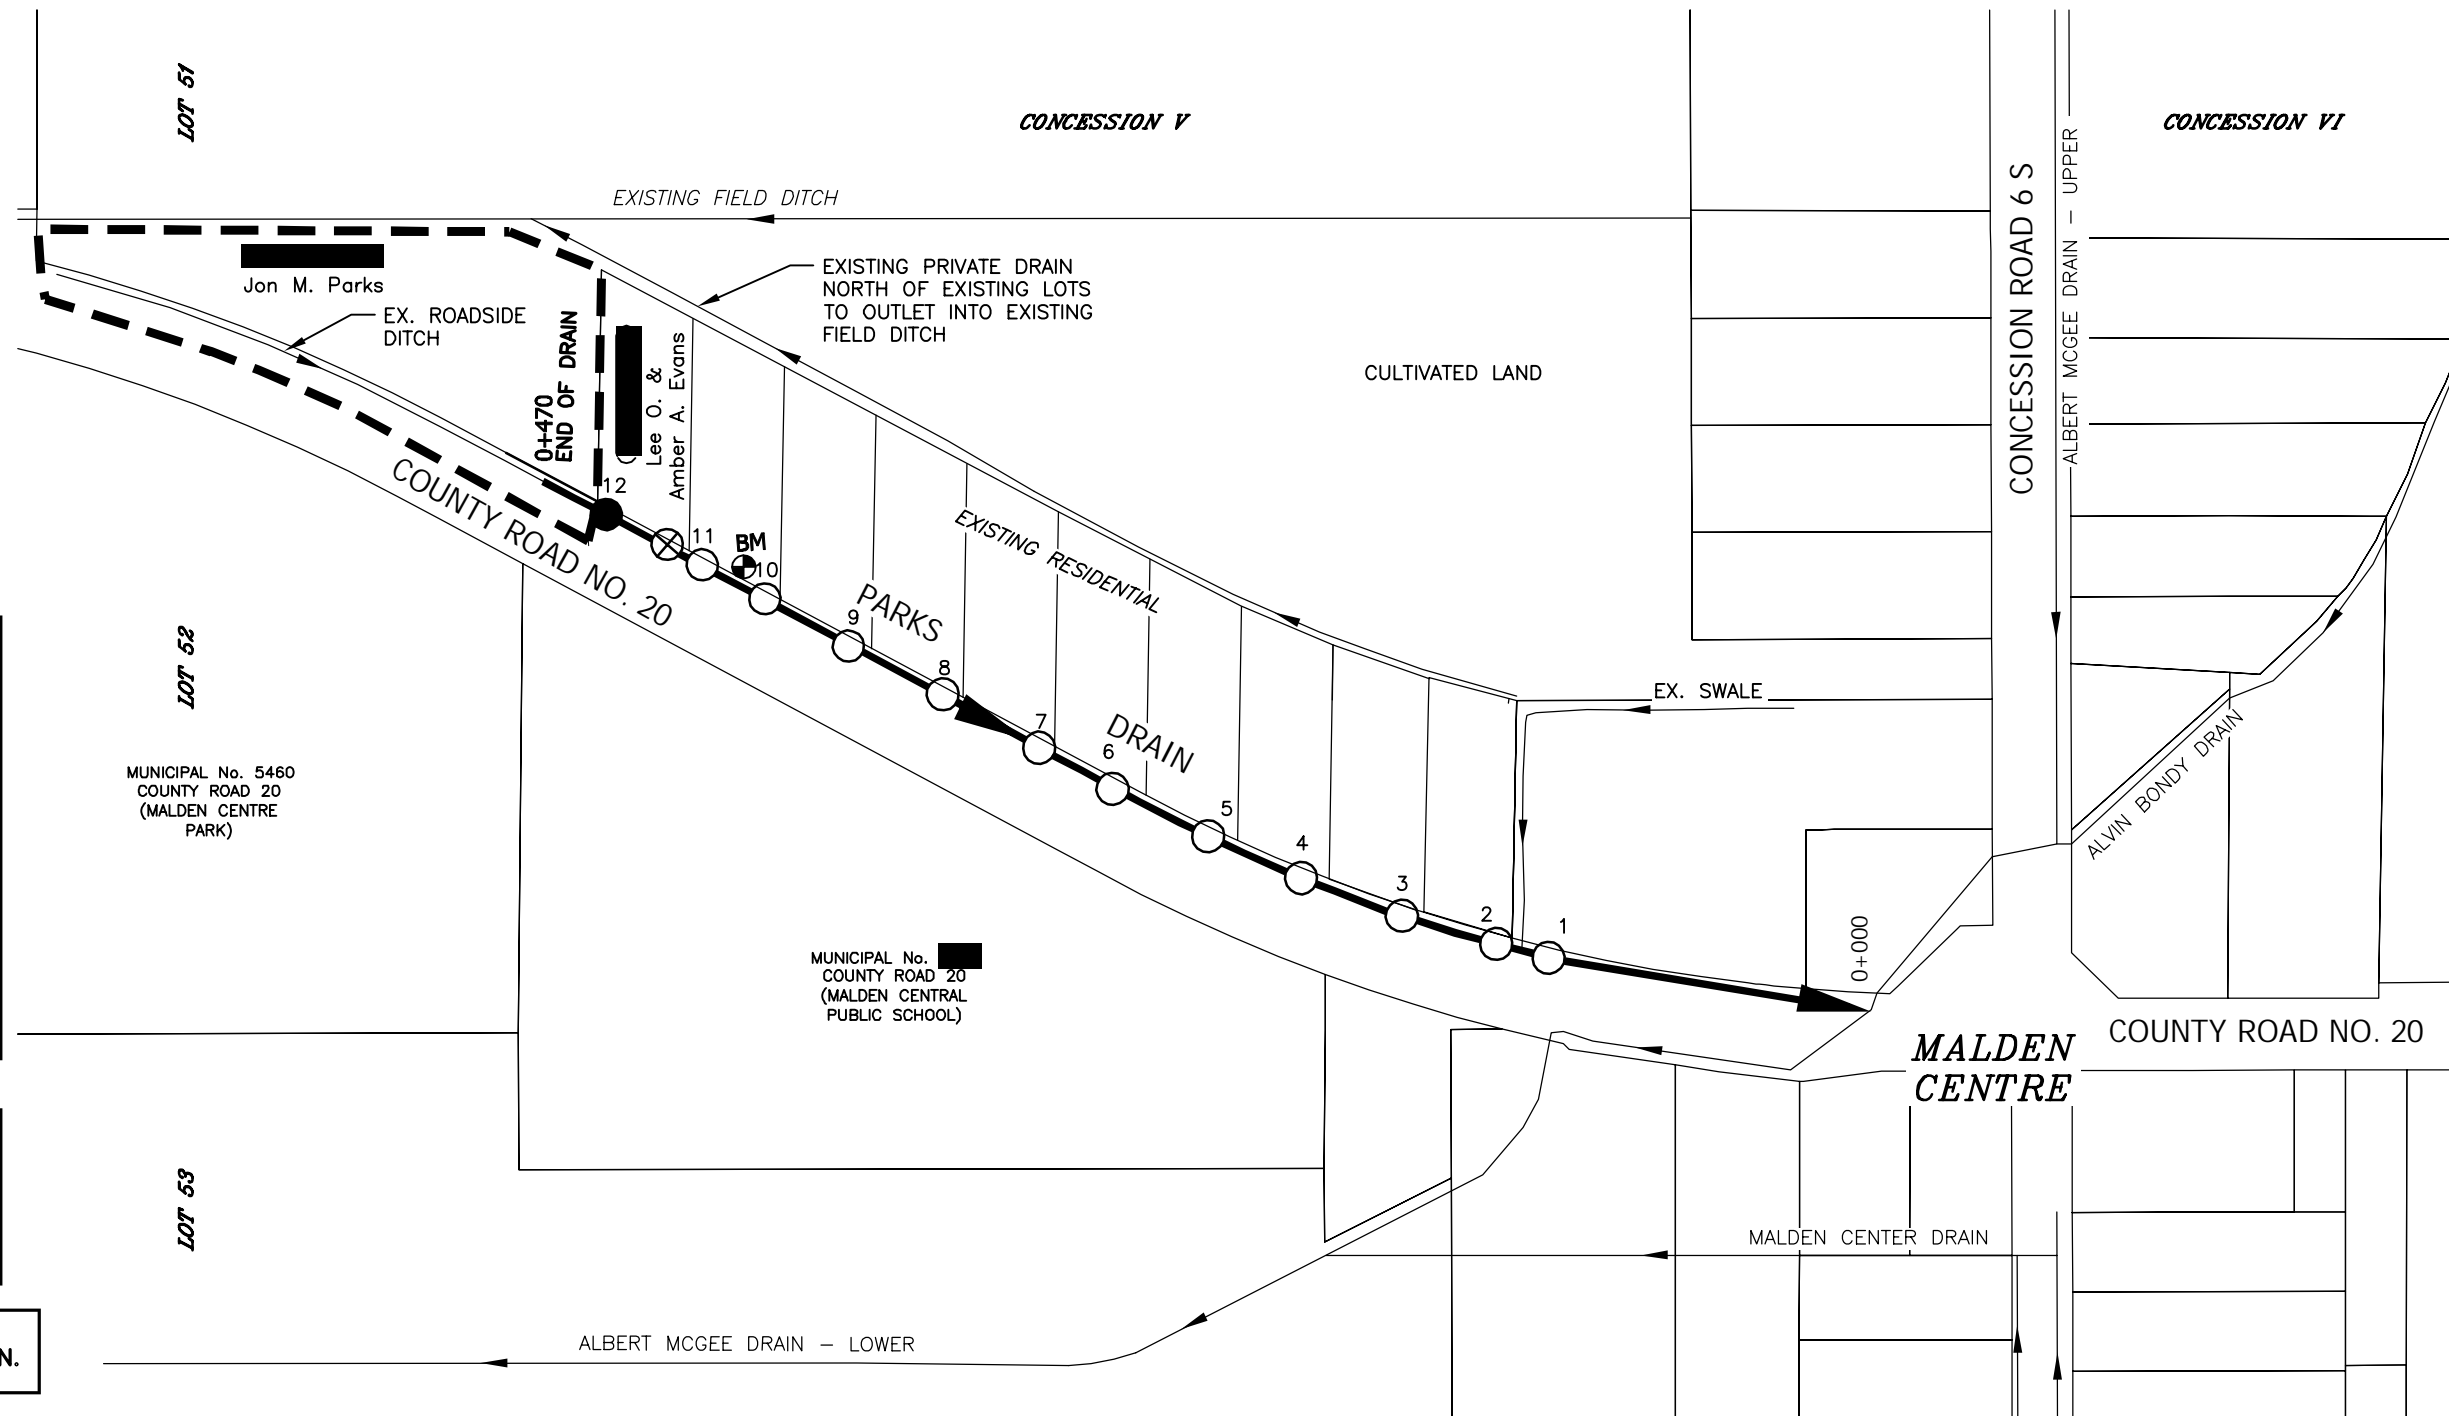 LOT 51
CONCESSION V
CONCESSION VI
EXISTING FIELD DITCH
CONCESSION ROAD 6 S
ALBERT MCGEE DRAIN - UPPER
Jon M. Parks
EX. ROADSIDE
DITCH
EXISTING PRIVATE DRAIN
NORTH OF EXISTING LOTS
TO OUTLET INTO EXISTING
FIELD DITCH
0+470
END OF DRAIN
Lee O. &
Amber A. Evans
CULTIVATED LAND
COUNTY ROAD NO. 20
12
11
BM
10
9
8
7
6
5
4
3
2
1
PARKS
DRAIN
EXISTING RESIDENTIAL
EX. SWALE
ALVIN BONDY DRAIN
LOT 52
MUNICIPAL No. 5460
COUNTY ROAD 20
(MALDEN CENTRE
PARK)
MUNICIPAL No.
COUNTY ROAD 20
(MALDEN CENTRAL
PUBLIC SCHOOL)
0+000
MALDEN
CENTRE
COUNTY ROAD NO. 20
LOT 53
MALDEN CENTER DRAIN
ALBERT MCGEE DRAIN - LOWER
N.